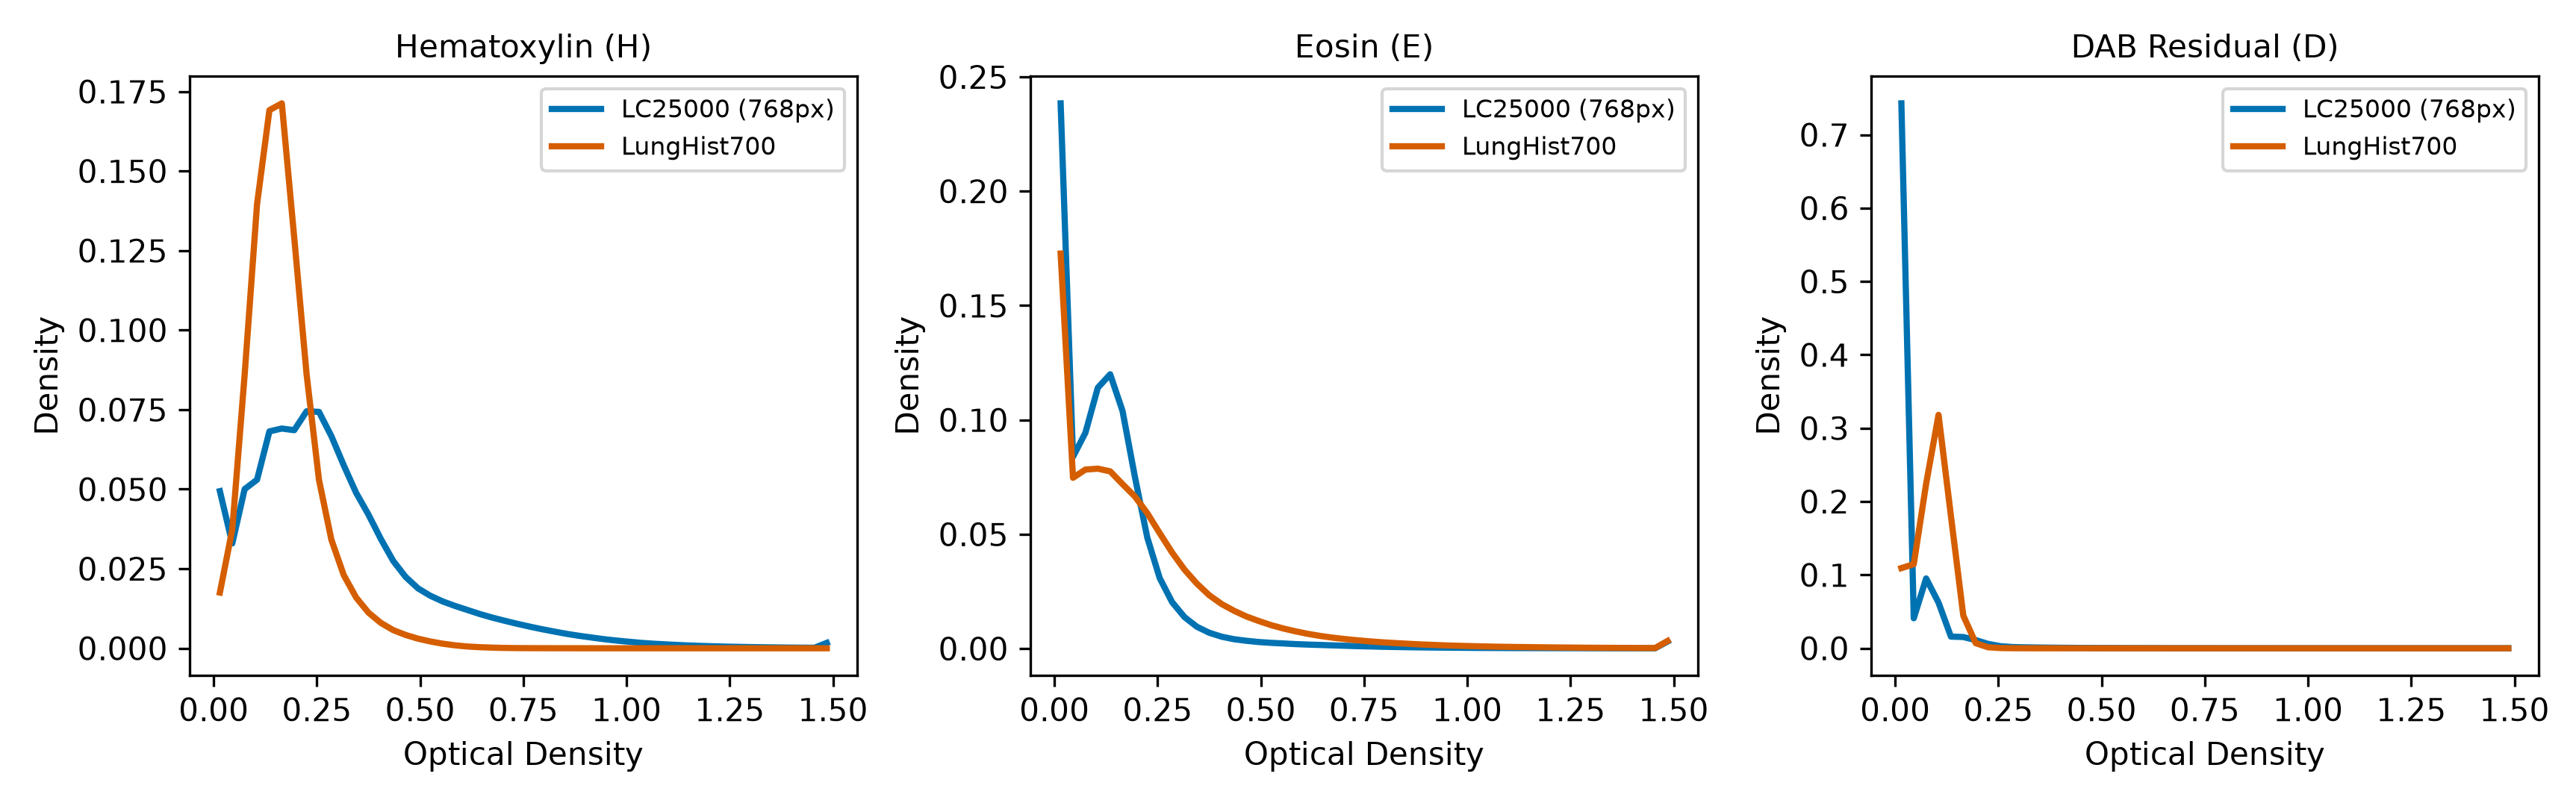 Hematoxylin (H)
0.175
0.150
0.125
0.100
0.075
0.050
0.025
0.000
Density
LC25000 (768px)
LungHist700
0.00 0.25 0.50 0.75 1.00 1.25 1.50
Optical Density
Eosin (E)
0.25
0.20
0.15
0.10
0.05
0.00
Density
LC25000 (768px)
LungHist700
0.00 0.25 0.50 0.75 1.00 1.25 1.50
Optical Density
DAB Residual (D)
0.7
0.6
0.5
0.4
0.3
0.2
0.1
0.0
Density
LC25000 (768px)
LungHist700
0.00 0.25 0.50 0.75 1.00 1.25 1.50
Optical Density